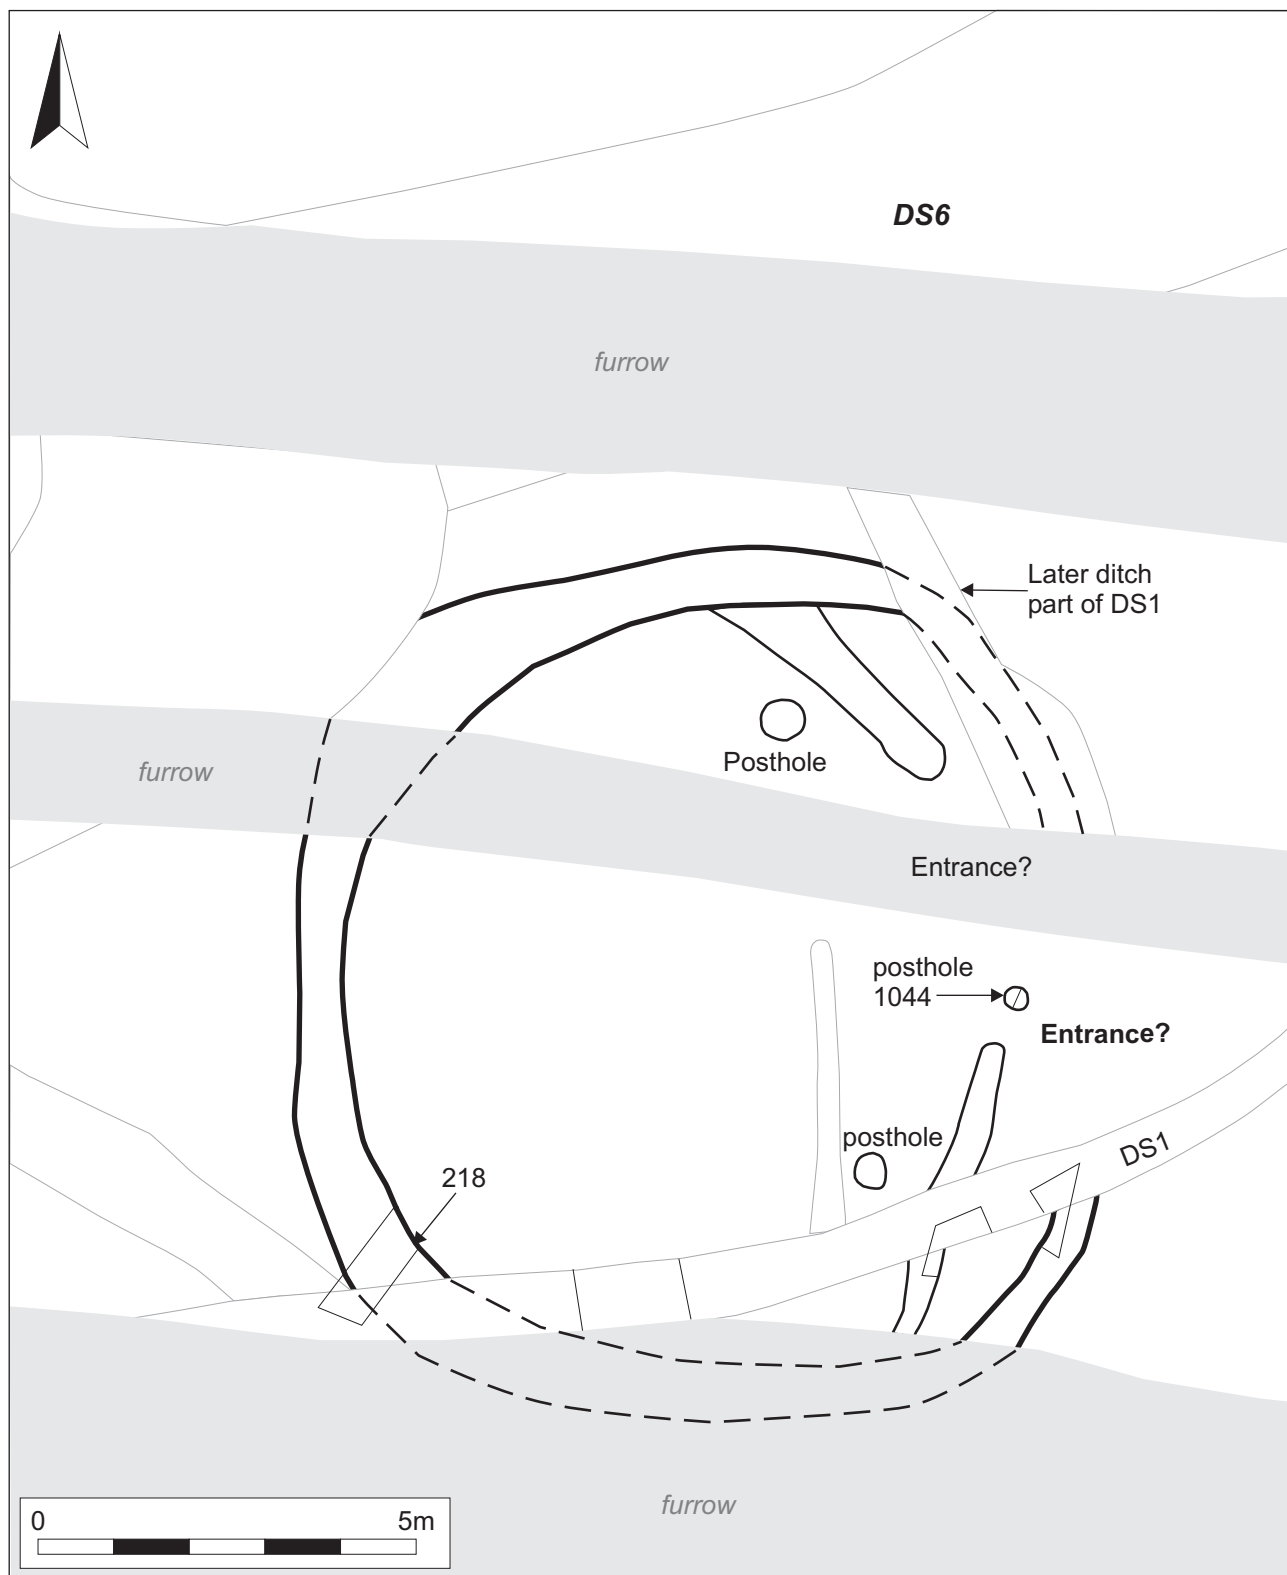 DS6
furrow
Later ditch
part of DS1
Posthole
furrow
Entrance?
posthole
1044
Entrance?
posthole
DS1
218
furrow
0 5m